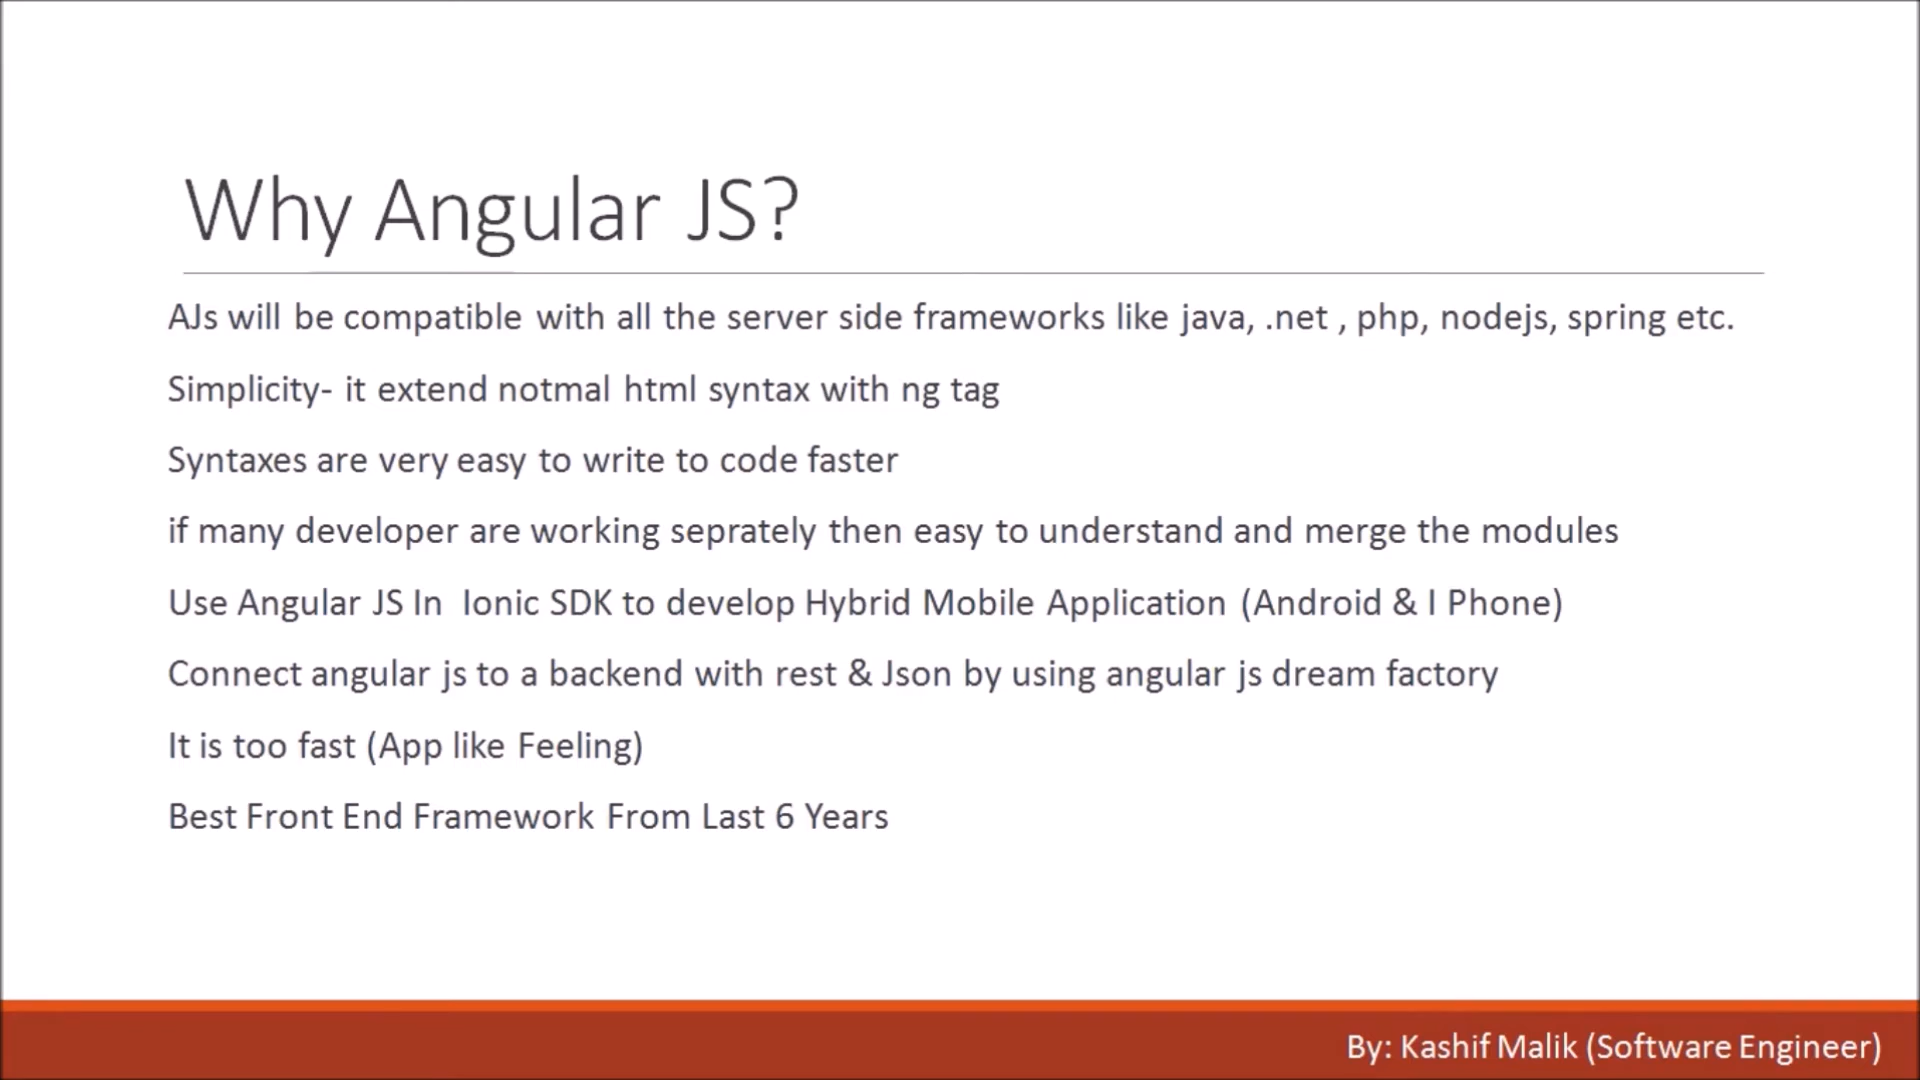 Why Angular JS?
AJs will be compatible with all the server side frameworks like java, .net , php, nodejs, spring etc.
Simplicity- it extend notmal html syntax with ng tag
Syntaxes are very easy to write to code faster
if many developer are working seprately then easy to understand and merge the modules
Use Angular JS In  Ionic SDK to develop Hybrid Mobile Application (Android & I Phone)
Connect angular js to a backend with rest & Json by using angular js dream factory
It is too fast (App like Feeling)
Best Front End Framework From Last 6 Years
By: Kashif Malik (Software Engineer)